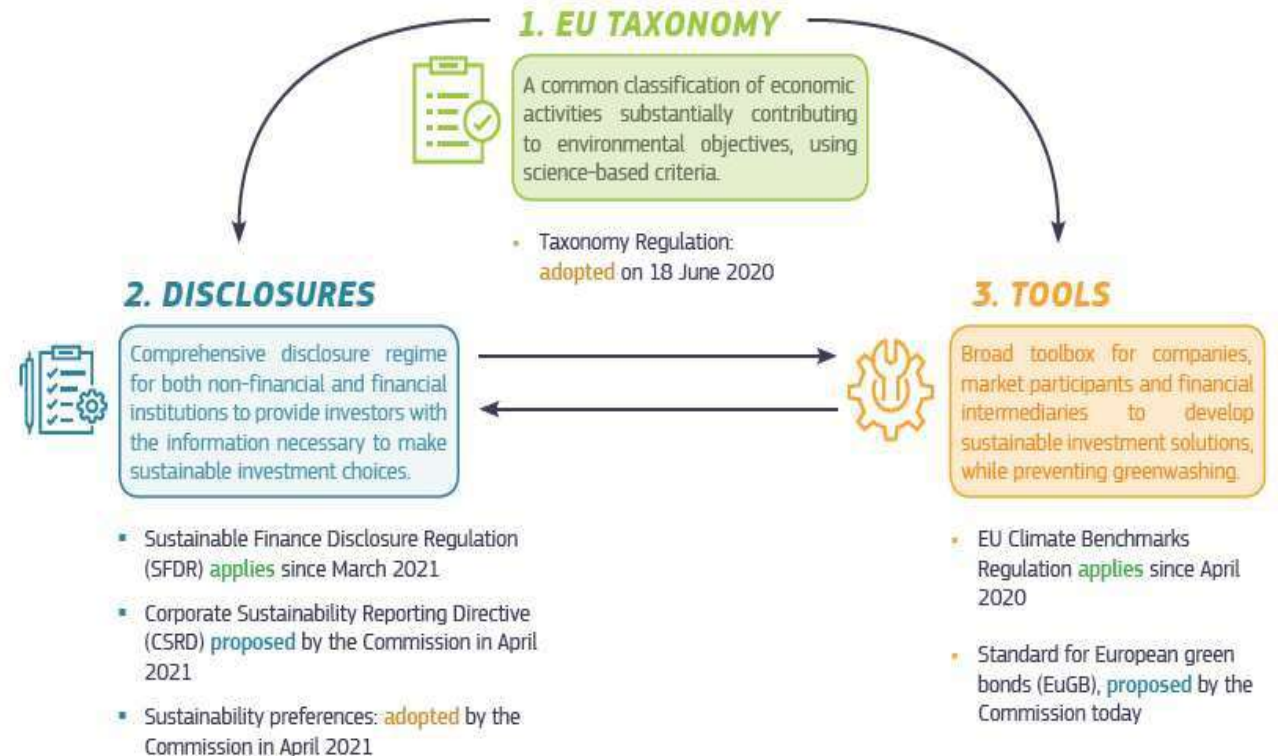 1. EU TAXONOMY
A common classification of economic
activities substantially contributing
to environmental objectives, using
science-based criteria.
• Taxonomy Regulation:
adopted on 18 June 2020
2. DISCLOSURES
Comprehensive disclosure regime
for both non-financial and financial
institutions to provide investors with
the information necessary to make
sustainable investment choices.
▪ Sustainable Finance Disclosure Regulation
(SFDR) applies since March 2021
▪ Corporate Sustainability Reporting Directive
(CSRD) proposed by the Commission in April
2021
▪ Sustainability preferences: adopted by the
Commission in April 2021
3. TOOLS
Broad toolbox for companies,
market participants and financial
intermediaries to develop
sustainable investment solutions,
while preventing greenwashing.
• EU Climate Benchmarks
Regulation applies since April
2020
• Standard for European green
bonds (EuGB), proposed by the
Commission today